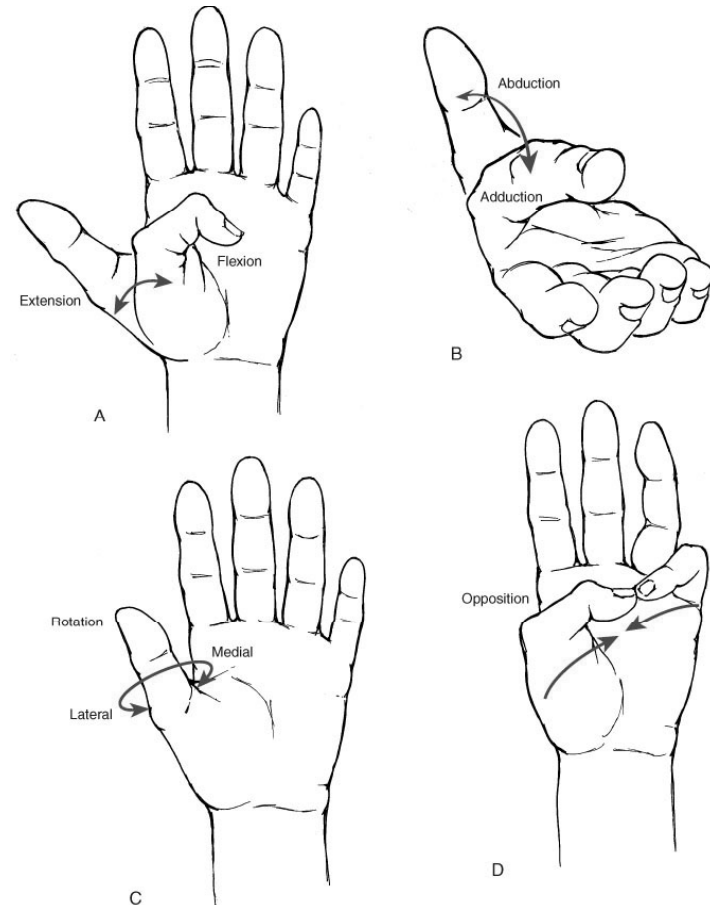 Flexion
Extension
A
Abduction
Adduction
B
Rotation
Medial
Lateral
C
Opposition
D